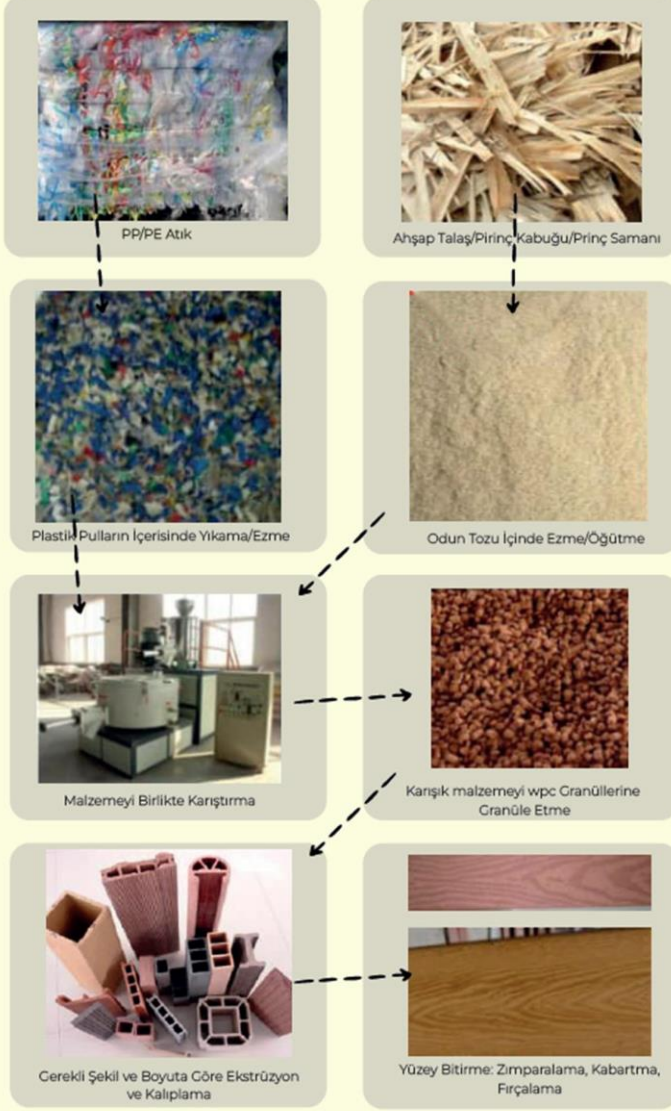 PP/PE Atık
Ahşap Talaş/Pirinç Kabuğu/Prinç Samanı
Plastik Pulların İçerisinde Yıkama/Ezme
Odun Tozu İçinde Ezme/Öğütme
Malzemeyi Birlikte Karıştırma
Karışık malzemeyi wpc Granüllerine
Granüle Etme
Gerekli Şekil ve Boyuta Göre Ekstrüzyon
ve Kalıplama
Yüzey Bitirme: Zımparalama, Kabartma,
Fırçalama